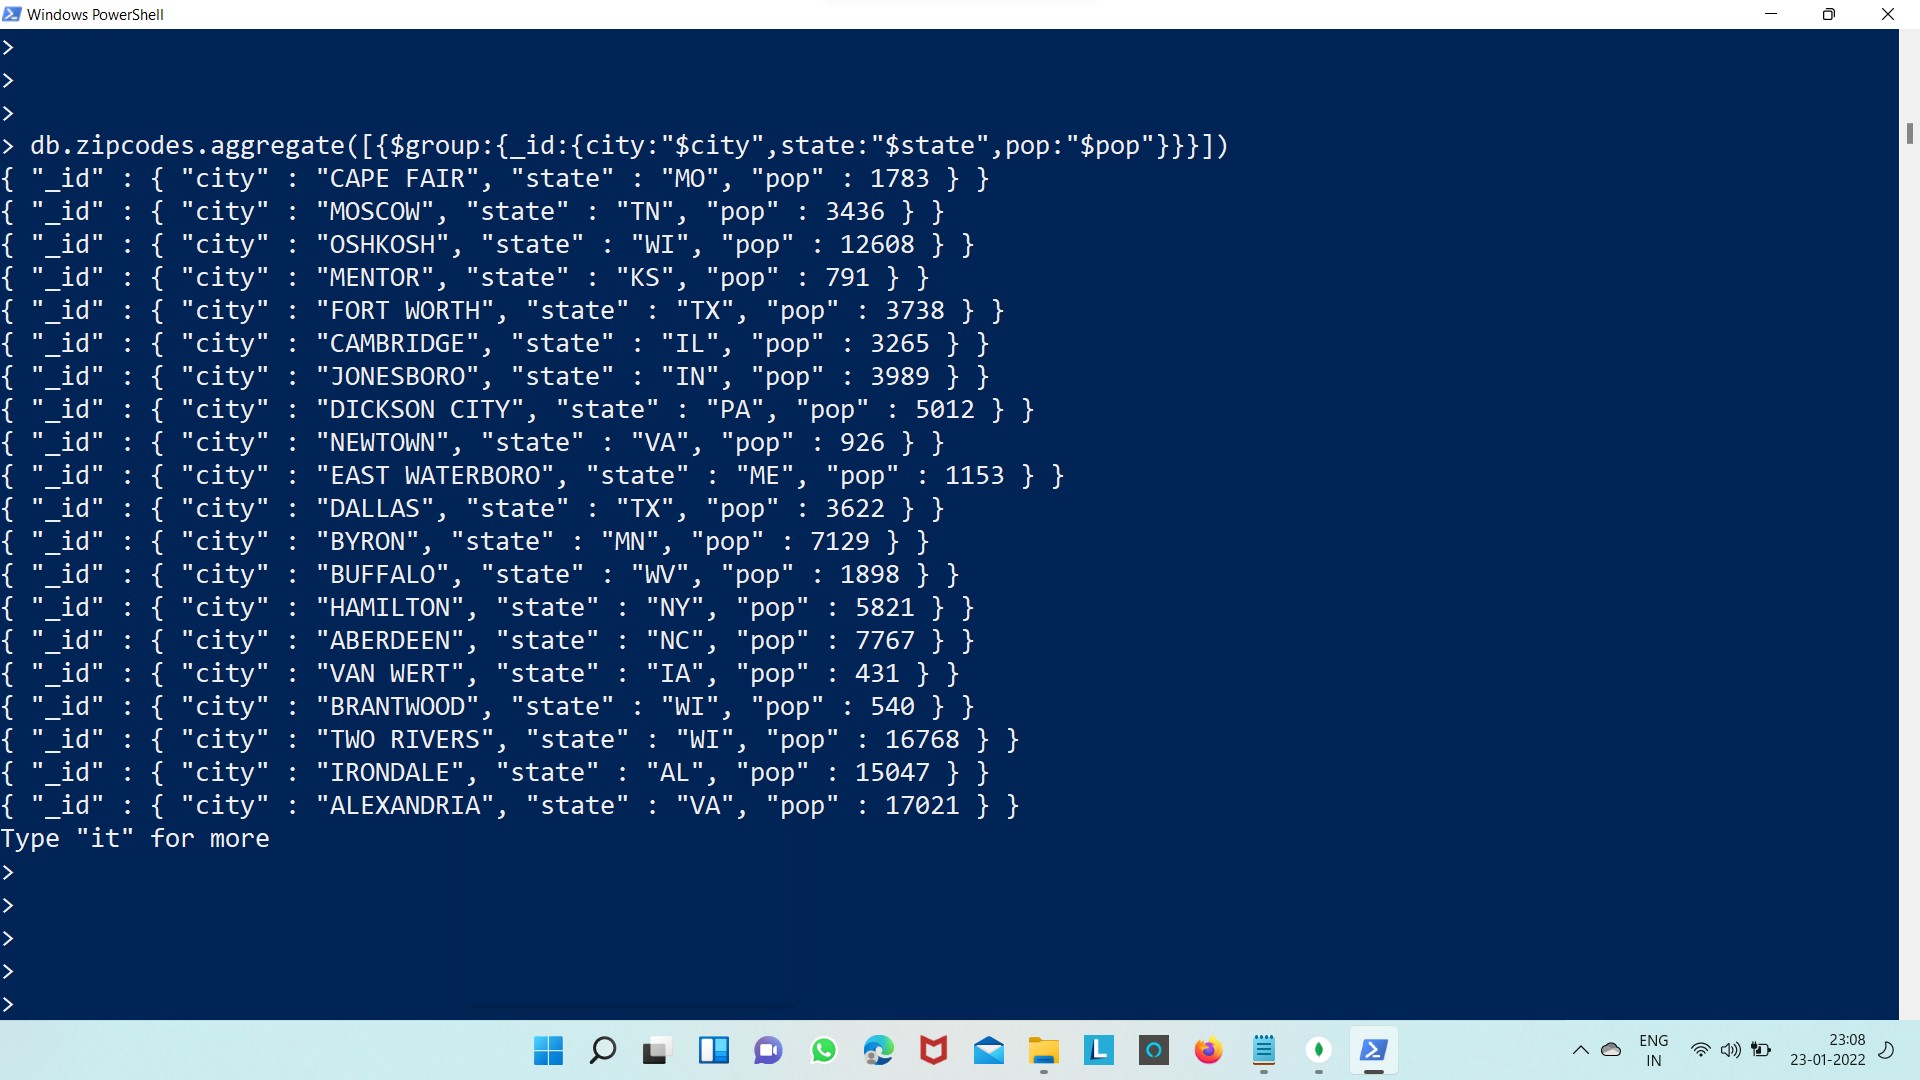 Windows PowerShell
>
>
>
> db.zipcodes.aggregate([{$group:{_id:{city:"$city",state:"$state",pop:"$pop"}}}])
{ "_id" : { "city" : "CAPE FAIR", "state" : "MO", "pop" : 1783 } }
{ "_id" : { "city" : "MOSCOW", "state" : "TN", "pop" : 3436 } }
{ "_id" : { "city" : "OSHKOSH", "state" : "WI", "pop" : 12608 } }
{ "_id" : { "city" : "MENTOR", "state" : "KS", "pop" : 791 } }
{ "_id" : { "city" : "FORT WORTH", "state" : "TX", "pop" : 3738 } }
{ "_id" : { "city" : "CAMBRIDGE", "state" : "IL", "pop" : 3265 } }
{ "_id" : { "city" : "JONESBORO", "state" : "IN", "pop" : 3989 } }
{ "_id" : { "city" : "DICKSON CITY", "state" : "PA", "pop" : 5012 } }
{ "_id" : { "city" : "NEWTOWN", "state" : "VA", "pop" : 926 } }
{ "_id" : { "city" : "EAST WATERBORO", "state" : "ME", "pop" : 1153 } }
{ "_id" : { "city" : "DALLAS", "state" : "TX", "pop" : 3622 } }
{ "_id" : { "city" : "BYRON", "state" : "MN", "pop" : 7129 } }
{ "_id" : { "city" : "BUFFALO", "state" : "WV", "pop" : 1898 } }
{ "_id" : { "city" : "HAMILTON", "state" : "NY", "pop" : 5821 } }
{ "_id" : { "city" : "ABERDEEN", "state" : "NC", "pop" : 7767 } }
{ "_id" : { "city" : "VAN WERT", "state" : "IA", "pop" : 431 } }
{ "_id" : { "city" : "BRANTWOOD", "state" : "WI", "pop" : 540 } }
{ "_id" : { "city" : "TWO RIVERS", "state" : "WI", "pop" : 16768 } }
{ "_id" : { "city" : "IRONDALE", "state" : "AL", "pop" : 15047 } }
{ "_id" : { "city" : "ALEXANDRIA", "state" : "VA", "pop" : 17021 } }
Type "it" for more
>
>
>
>
>
L
ENG
IN
23:08
23-01-2022